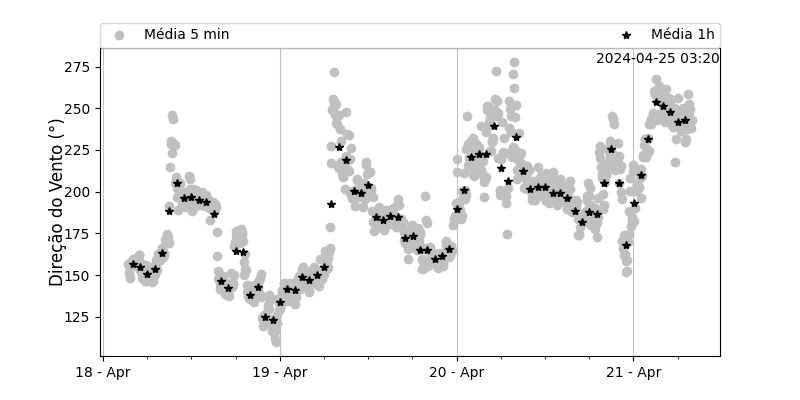 Média 5 min
Média 1h
2024-04-25 03:20
Direção do Vento (°)
275
250
225
200
175
150
125
18 - Apr
19 - Apr
20 - Apr
21 - Apr